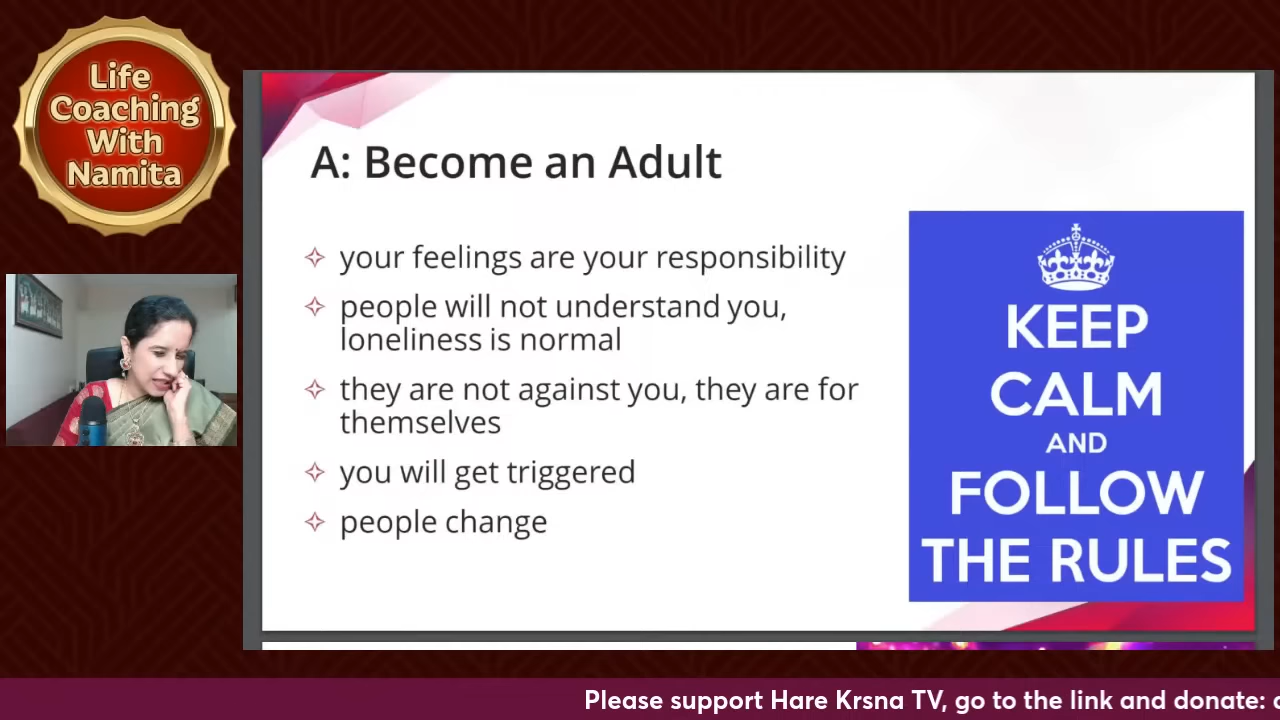 Life
Coaching
With
Namita
A: Become an Adult
your feelings are your responsibility
people will not understand you,
loneliness is normal
they are not against you, they are for
themselves
you will get triggered
people change
KEEP
CALM
AND
FOLLOW
THE RULES
Please support Hare Krsna TV, go to the link and donate: